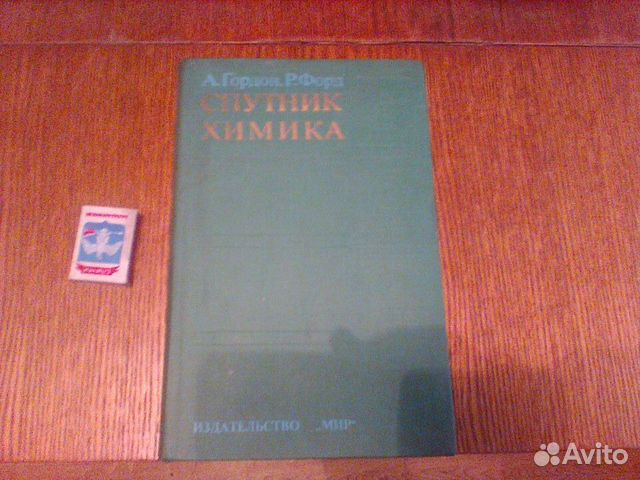 А. Гордон, Р. Форд
СПУТНИК
ХИМИКА
ИЗДАТЕЛЬСТВО „МИР"
Avito